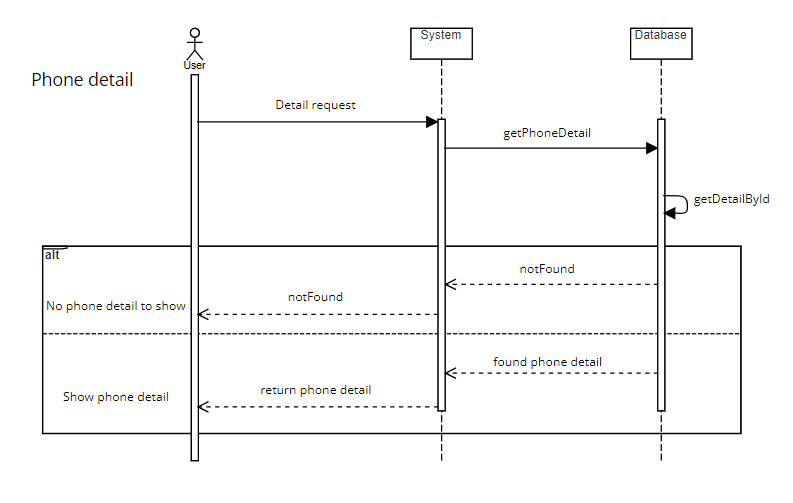 System
Database
User
Phone detail
Detail request
getPhoneDetail
getDetailById
alt
notFound
notFound
No phone detail to show
found phone detail
return phone detail
Show phone detail